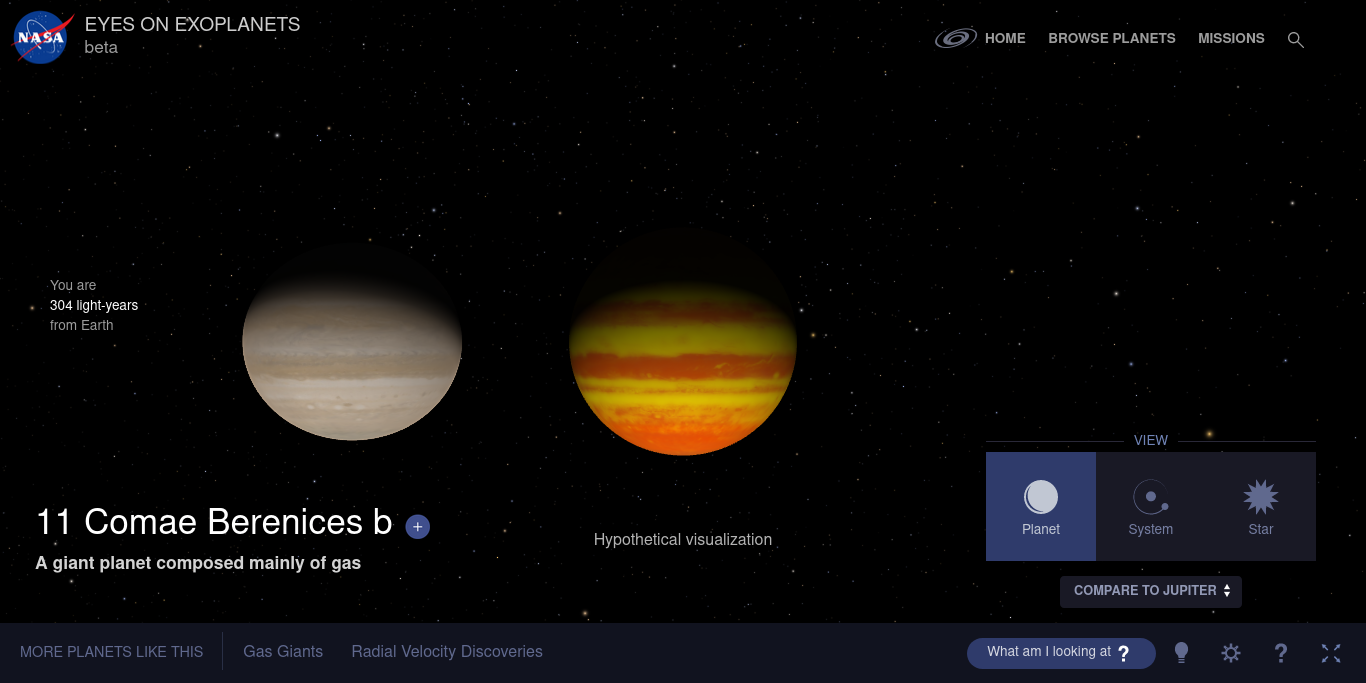 NASA
EYES ON EXOPLANETS
beta
HOME
BROWSE PLANETS
MISSIONS
You are
304 light-years
from Earth
11 Comae Berenices b +
A giant planet composed mainly of gas
Hypothetical visualization
VIEW
Planet
System
Star
COMPARE TO JUPITER
MORE PLANETS LIKE THIS
Gas Giants
Radial Velocity Discoveries
What am I looking at ?
?